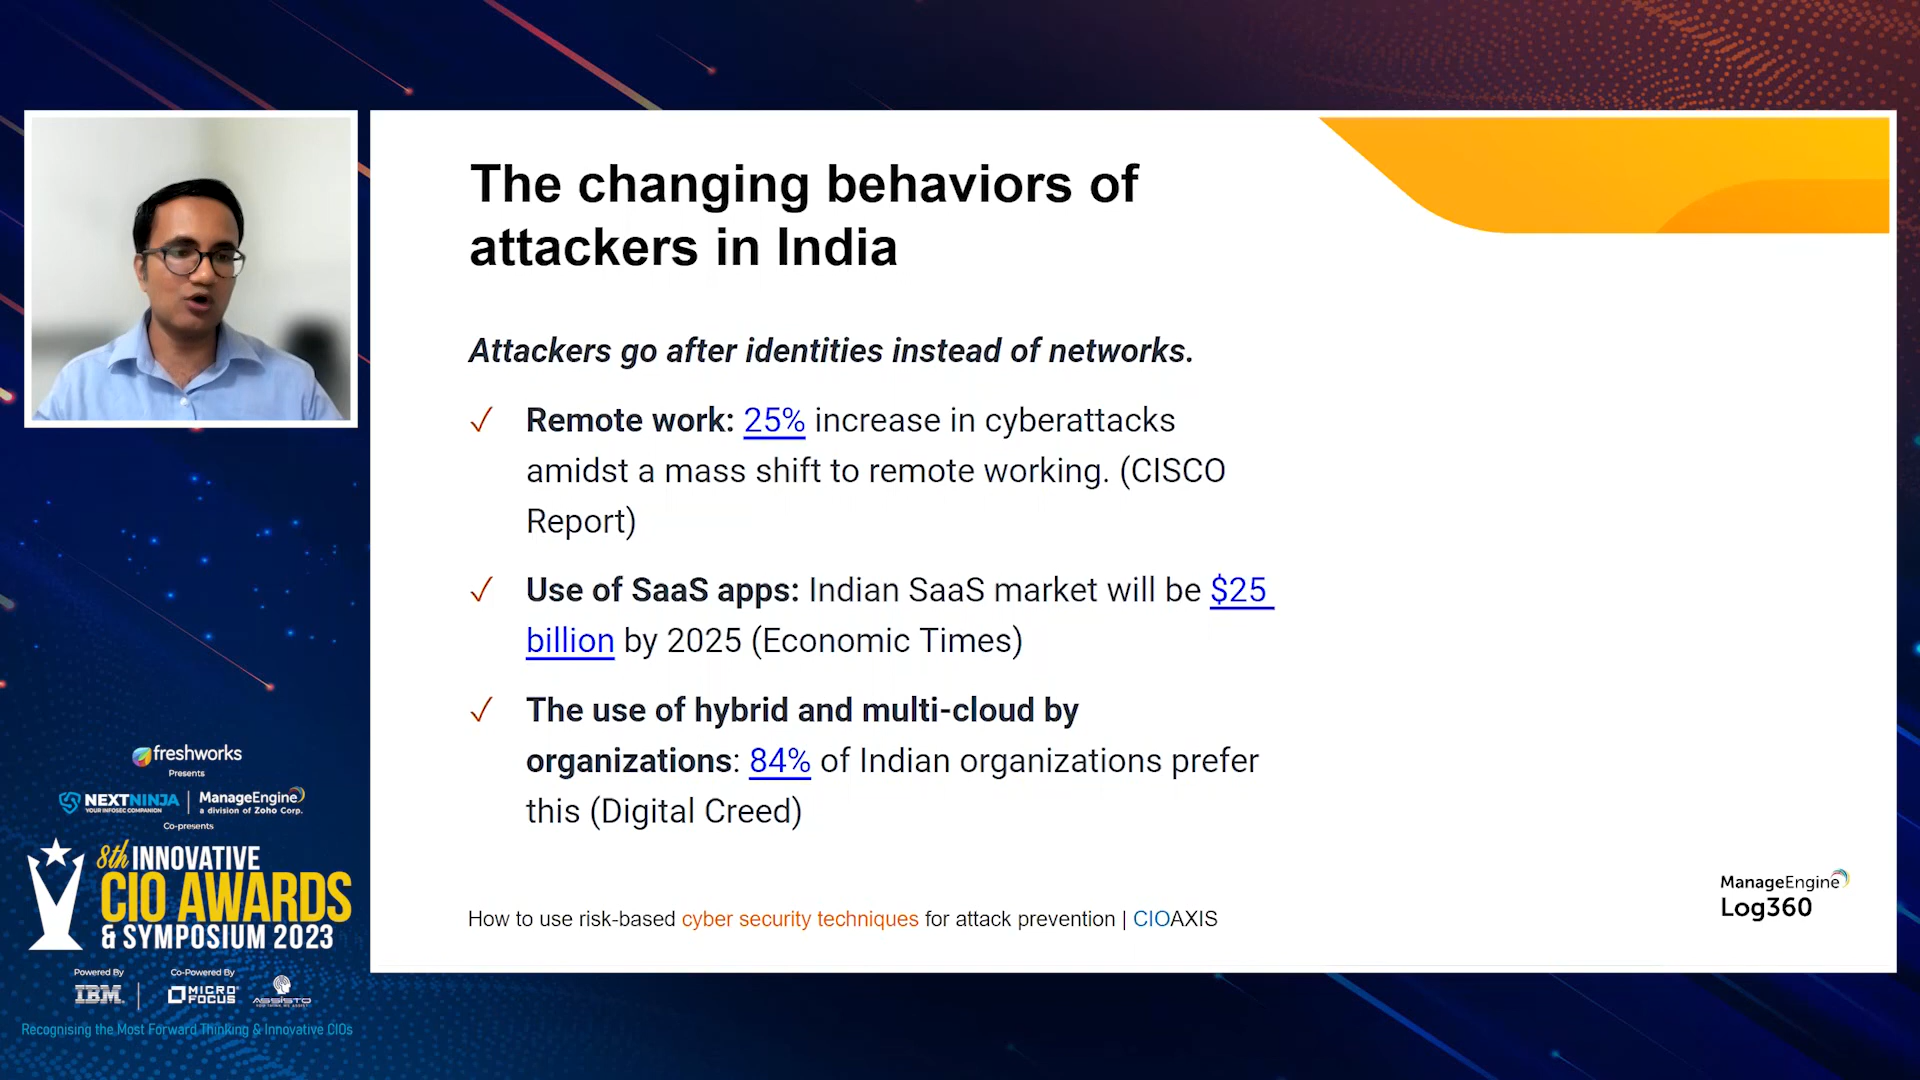 The changing behaviors of
attackers in India
Attackers go after identities instead of networks.
✓ Remote work: 25% increase in cyberattacks
amidst a mass shift to remote working. (CISCO
Report)
✓ Use of SaaS apps: Indian SaaS market will be $25
billion by 2025 (Economic Times)
✓ The use of hybrid and multi-cloud by
organizations: 84% of Indian organizations prefer
this (Digital Creed)
How to use risk-based cyber security techniques for attack prevention | CIOAXIS
ManageEngine
Log360
freshworks
Presents
NEXTNINJA | ManageEngine
YOUR INFOSEC COMPANION a division of Zoho Corp.
Co-presents
8th INNOVATIVE
CIO AWARDS
& SYMPOSIUM 2023
Powered By Co-Powered By
IBM. MICRO FOCUS ASSISTO
Recognising the Most Forward Thinking & Innovative CIOs